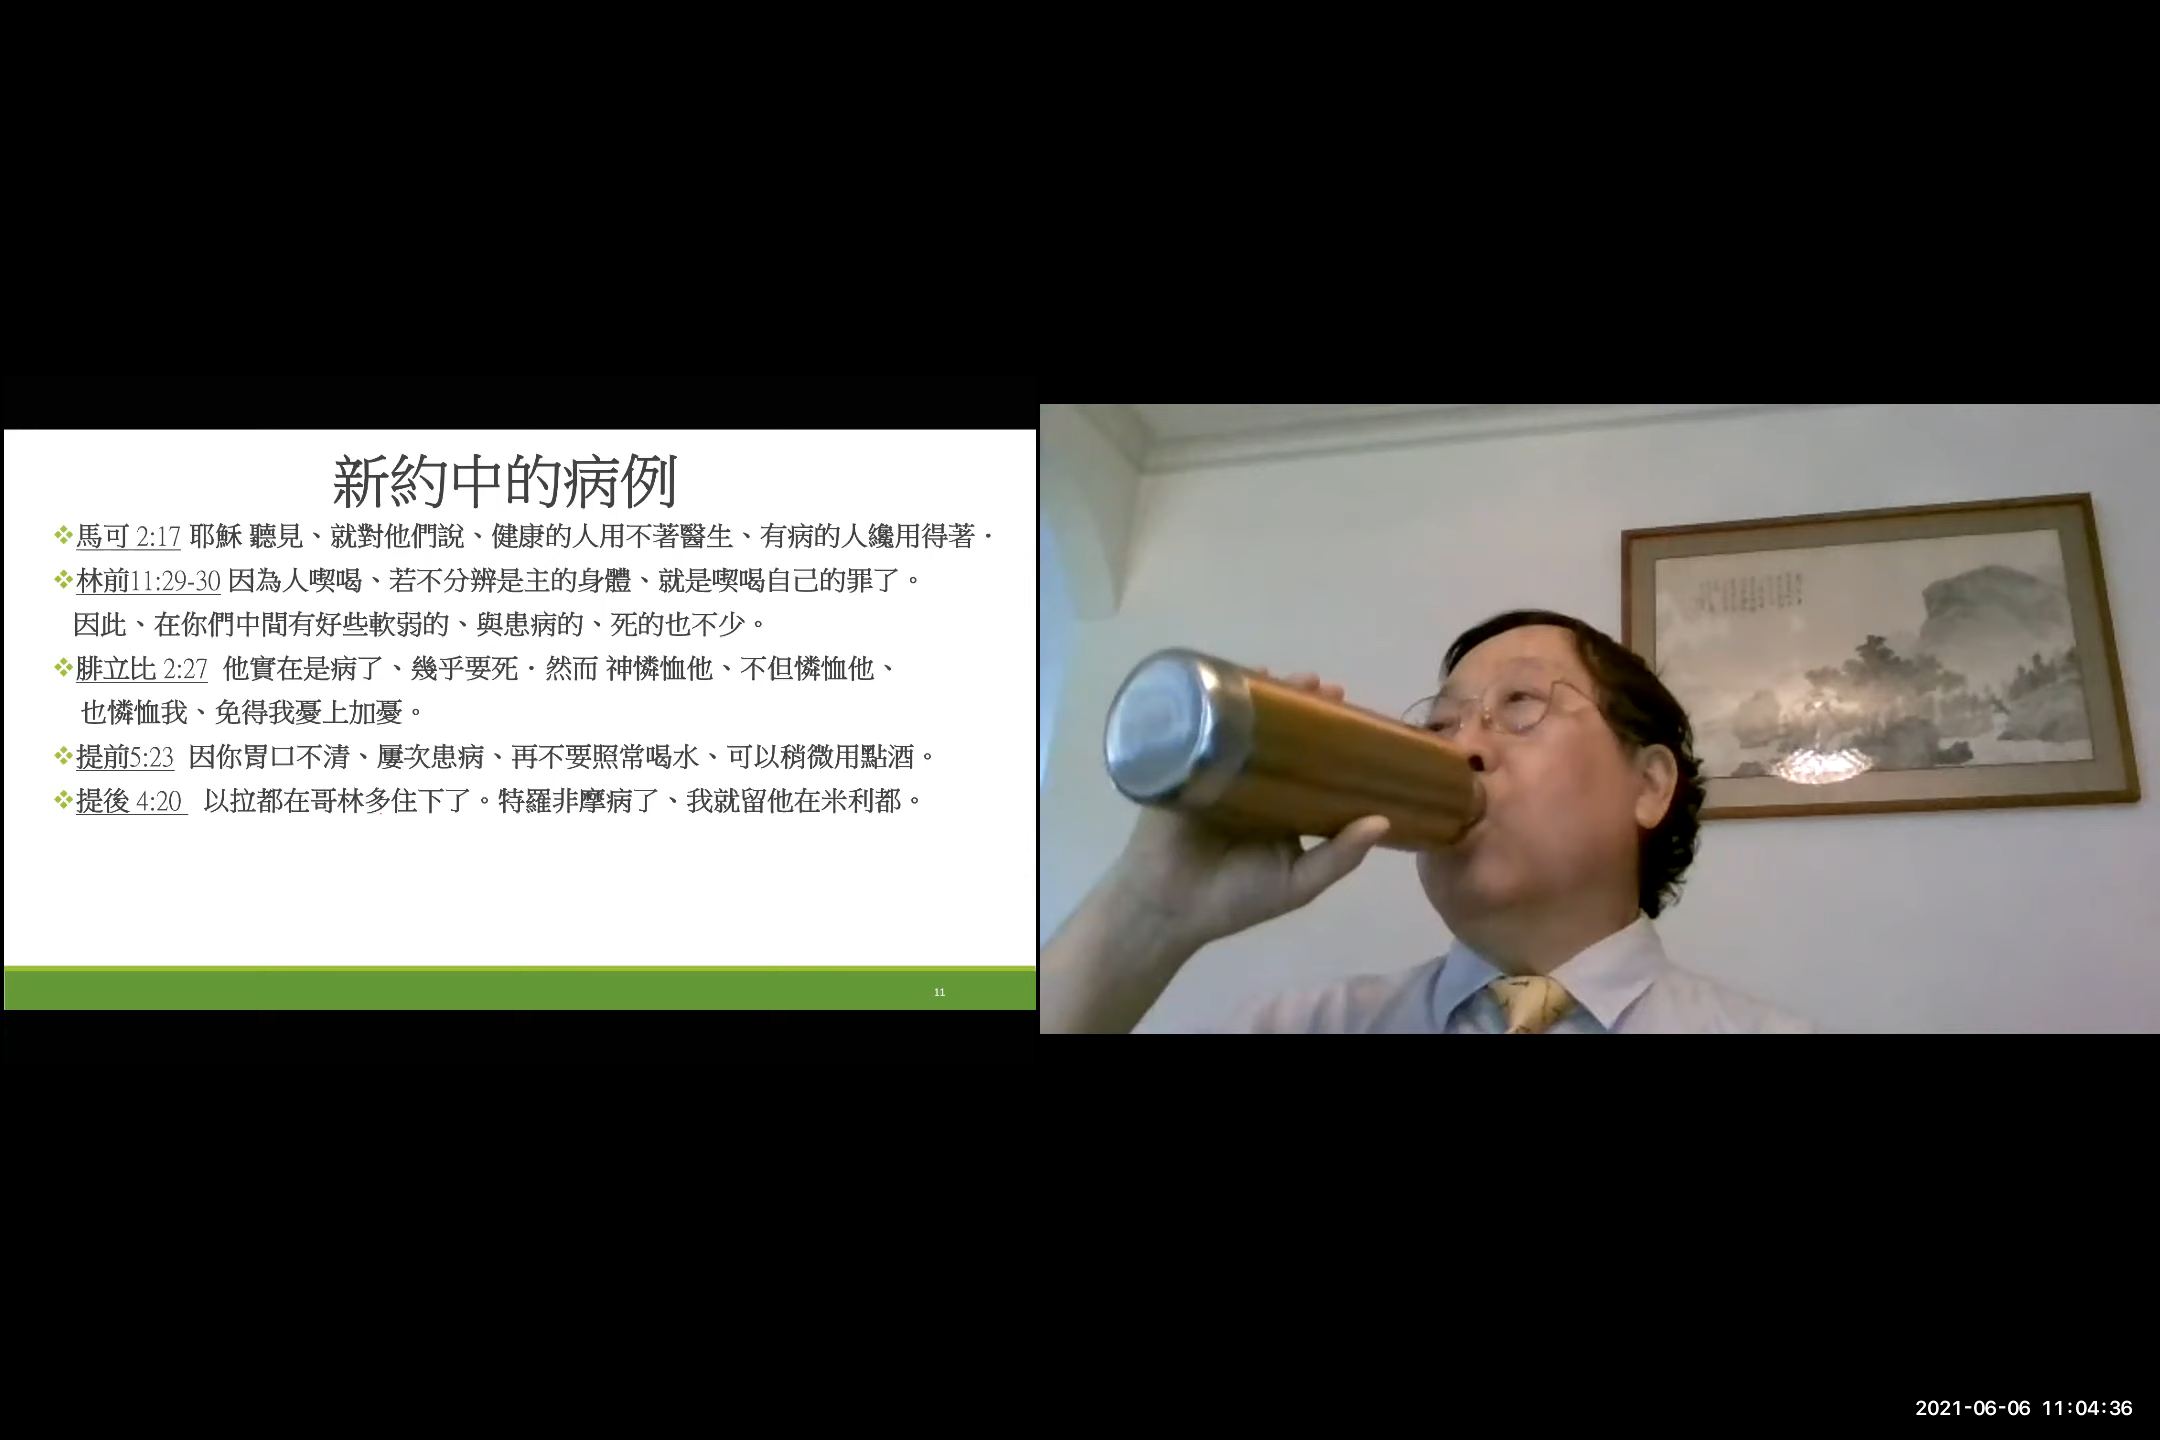 新約中的病例
馬可 2:17 耶穌 聽見、就對他們說、健康的人用不著醫生、有病的人纔用得著．
林前11:29-30 因為人喫喝、若不分辨是主的身體、就是喫喝自己的罪了。
因此、在你們中間有好些軟弱的、與患病的、死的也不少。
腓立比 2:27 他實在是病了、幾乎要死．然而 神憐恤他、不但憐恤他、
也憐恤我、免得我憂上加憂。
提前5:23 因你胃口不清、屢次患病、再不要照常喝水、可以稍微用點酒。
提後 4:20 以拉都在哥林多住下了。特羅非摩病了、我就留他在米利都。
11
2021-06-06 11:04:36